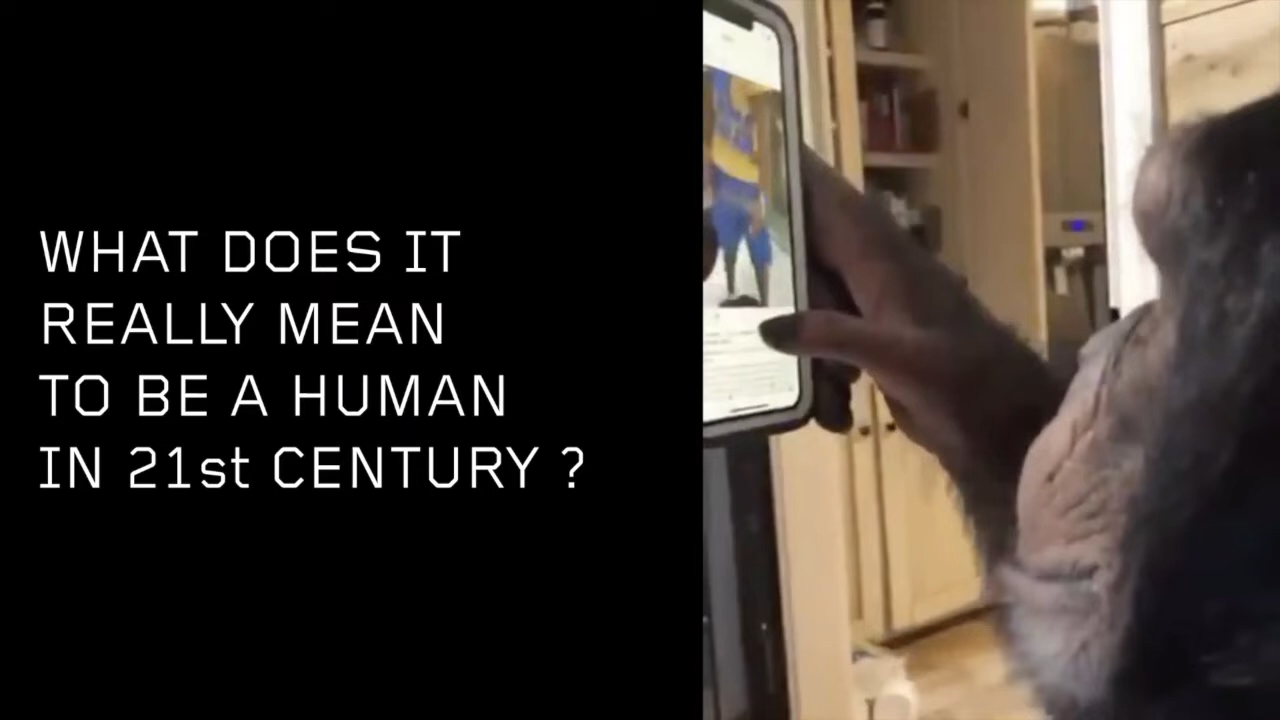 WHAT DOES IT
REALLY MEAN
TO BE A HUMAN
IN 21st CENTURY ?